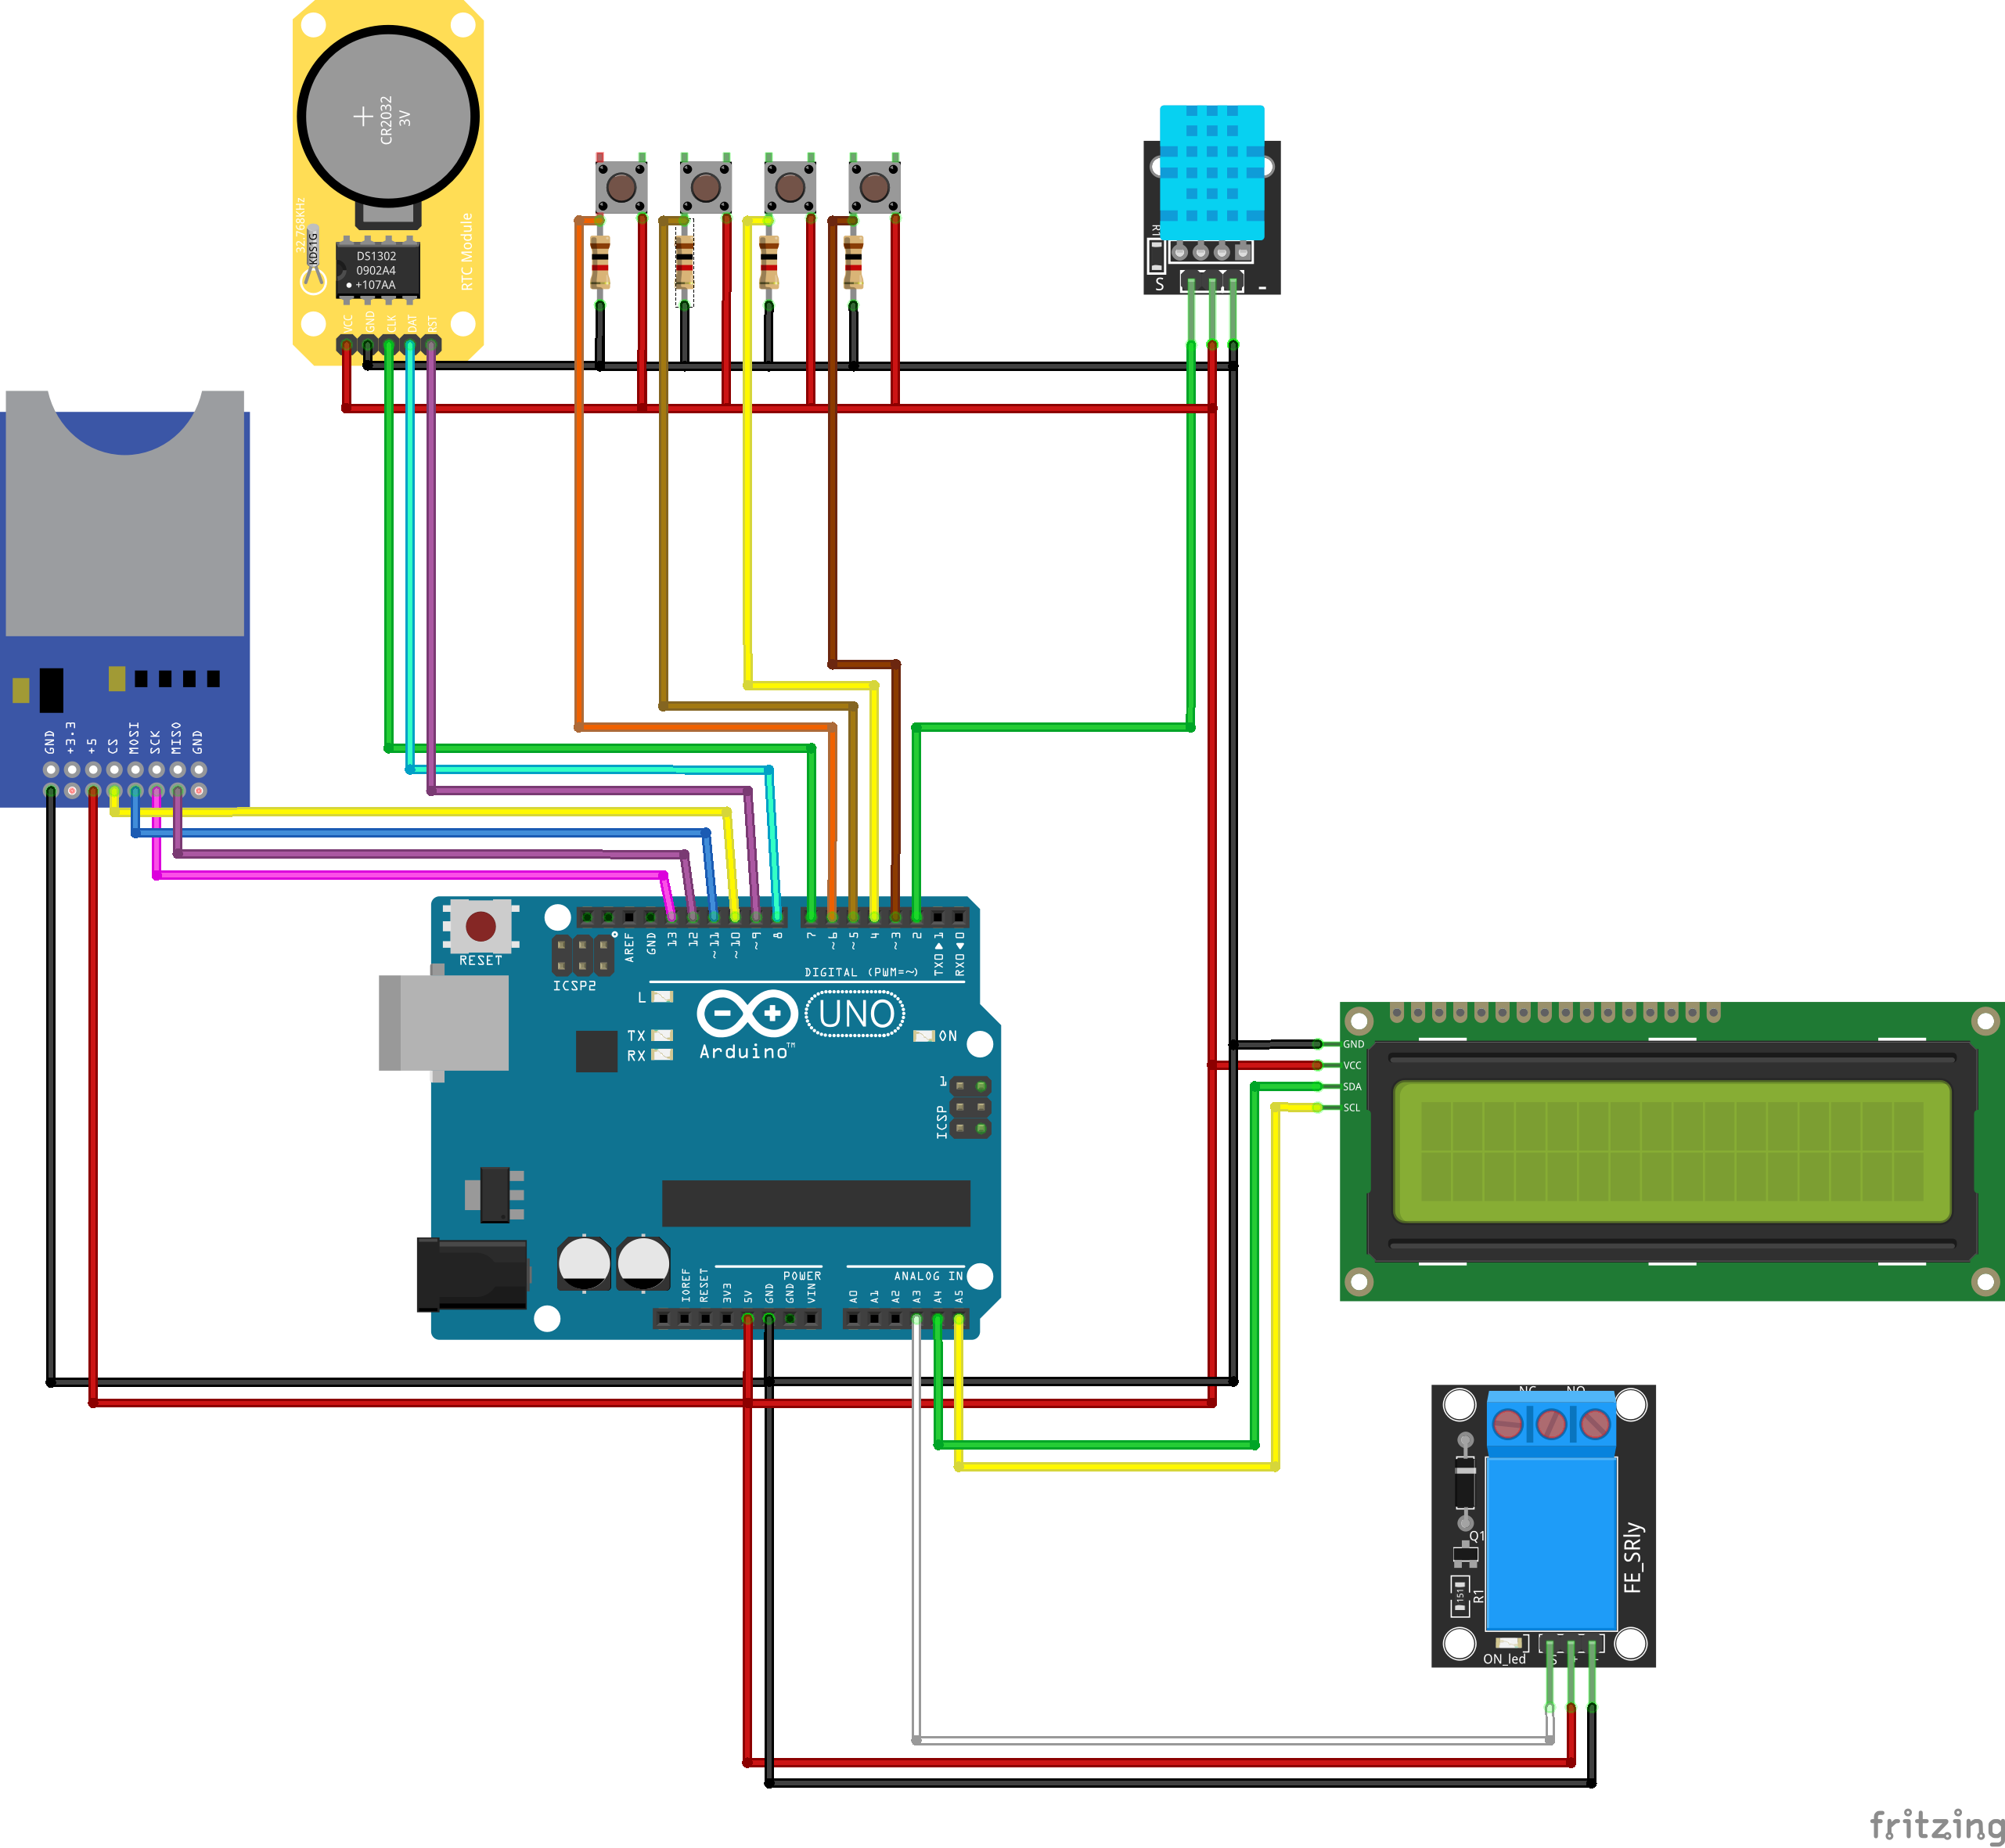 CR2032
3V
32.768KHz
KDS1G
DS1302
0902A4
+107AA
RTC Module
VCC
GND
CLK
DAT
RST
S
-
GND
+3.3
+5
CS
MOSI
SCK
MISO
GND
RESET
ICSP2
AREF
GND
13
12
~11
~10
~9
8
7
~6
~5
4
~3
2
TX0 1
RX0 0
DIGITAL (PWM=~)
L
TX
RX
UNO
Arduino™
ON
1
ICSP
IOREF
RESET
3V3
5V
GND
GND
VIN
POWER
A0
A1
A2
A3
A4
A5
ANALOG IN
GND
VCC
SDA
SCL
NC
NO
Q1
151
R1
FE_SRly
ON_led
S
fritzing